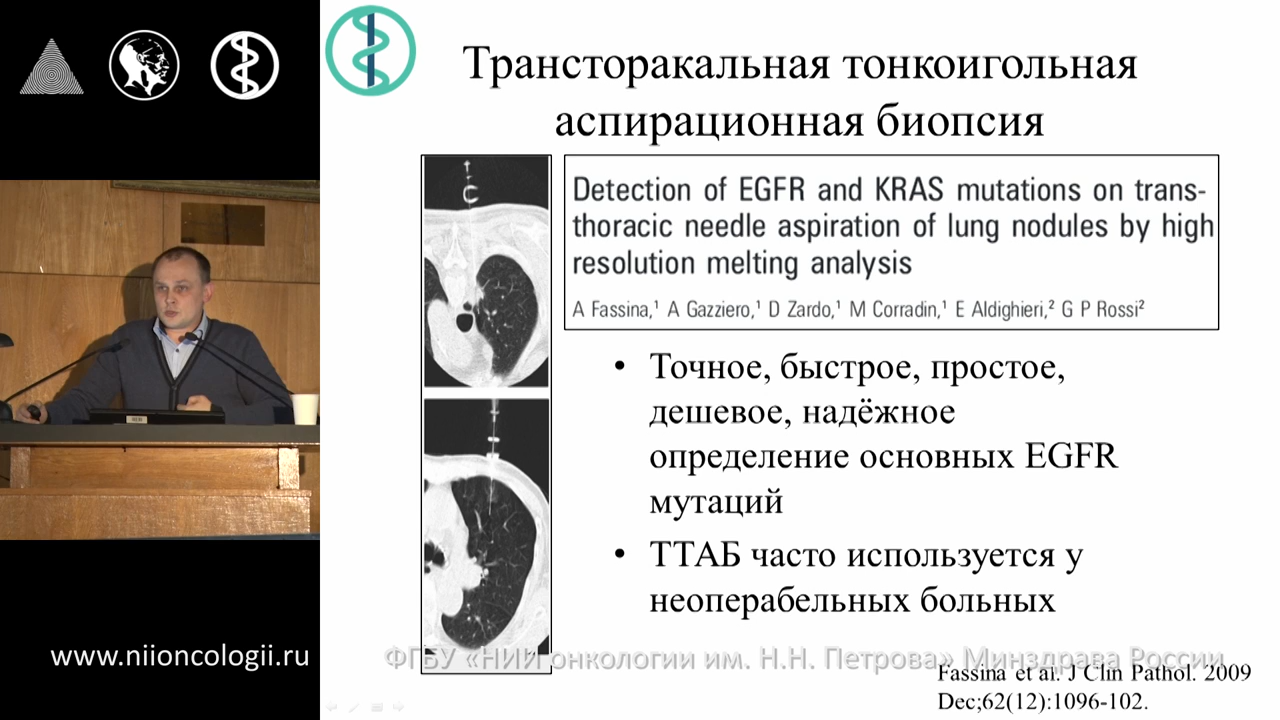 Трансторакальная тонкоигольная
аспирационная биопсия
Detection of EGFR and KRAS mutations on trans-
thoracic needle aspiration of lung nodules by high
resolution melting analysis
A Fassina,¹ A Gazziero,¹ D Zardo,¹ M Corradin,¹ E Aldighieri,² G P Rossi²
• Точное, быстрое, простое,
дешевое, надёжное
определение основных EGFR
мутаций
• ТТАБ часто используется у
неоперабельных больных
www.niioncologii.ru
ФГБУ «НИИ онкологии им. Н.Н. Петрова» Минздрава России
Fassina et al. J Clin Pathol. 2009
Dec;62(12):1096-102.